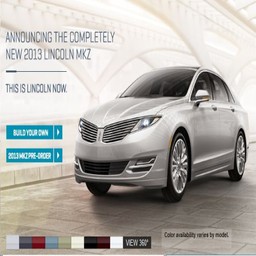 ANNOUNCING THE COMPLETELY
NEW 2013 LINCOLN MKZ
THIS IS LINCOLN NOW.
BUILD YOUR OWN
2013 MKZ PRE-ORDER
Color availability varies by model.
VIEW 360°